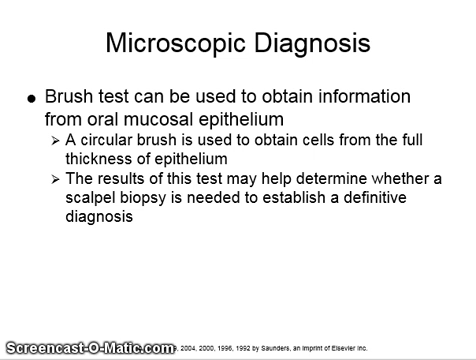 Microscopic Diagnosis
● Brush test can be used to obtain information
from oral mucosal epithelium
➢ A circular brush is used to obtain cells from the full
thickness of epithelium
➢ The results of this test may help determine whether a
scalpel biopsy is needed to establish a definitive
diagnosis
Screencast-O-Matic.com
2004, 2000, 1996, 1992 by Saunders, an imprint of Elsevier Inc.